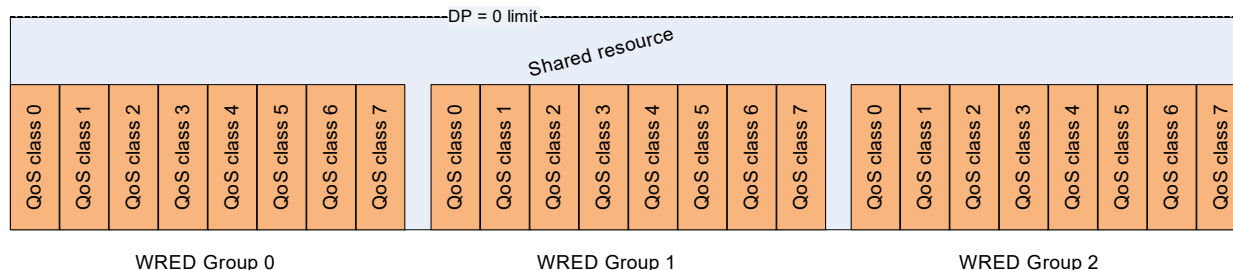 DP = 0 limit
Shared resource
QoS class 0
QoS class 1
QoS class 2
QoS class 3
QoS class 4
QoS class 5
QoS class 6
QoS class 7
QoS class 0
QoS class 1
QoS class 2
QoS class 3
QoS class 4
QoS class 5
QoS class 6
QoS class 7
QoS class 0
QoS class 1
QoS class 2
QoS class 3
QoS class 4
QoS class 5
QoS class 6
QoS class 7
WRED Group 0
WRED Group 1
WRED Group 2